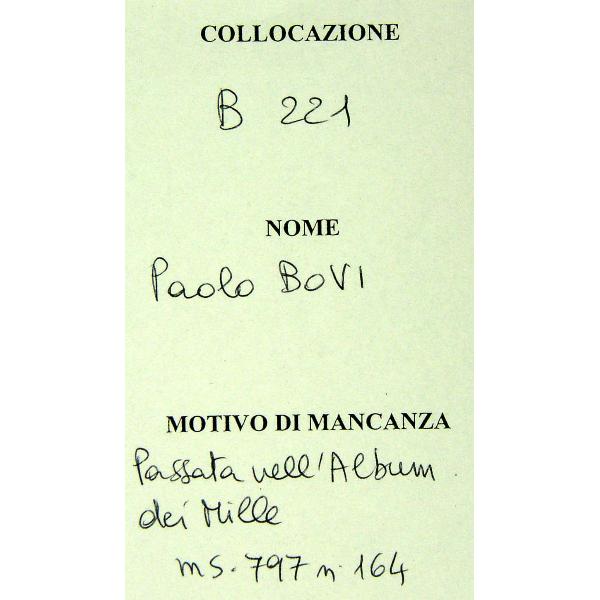 COLLOCAZIONE
B 221
NOME
Paolo BOVI
MOTIVO DI MANCANZA
Passata nell'Album
dei Mille
ms. 797 n. 164